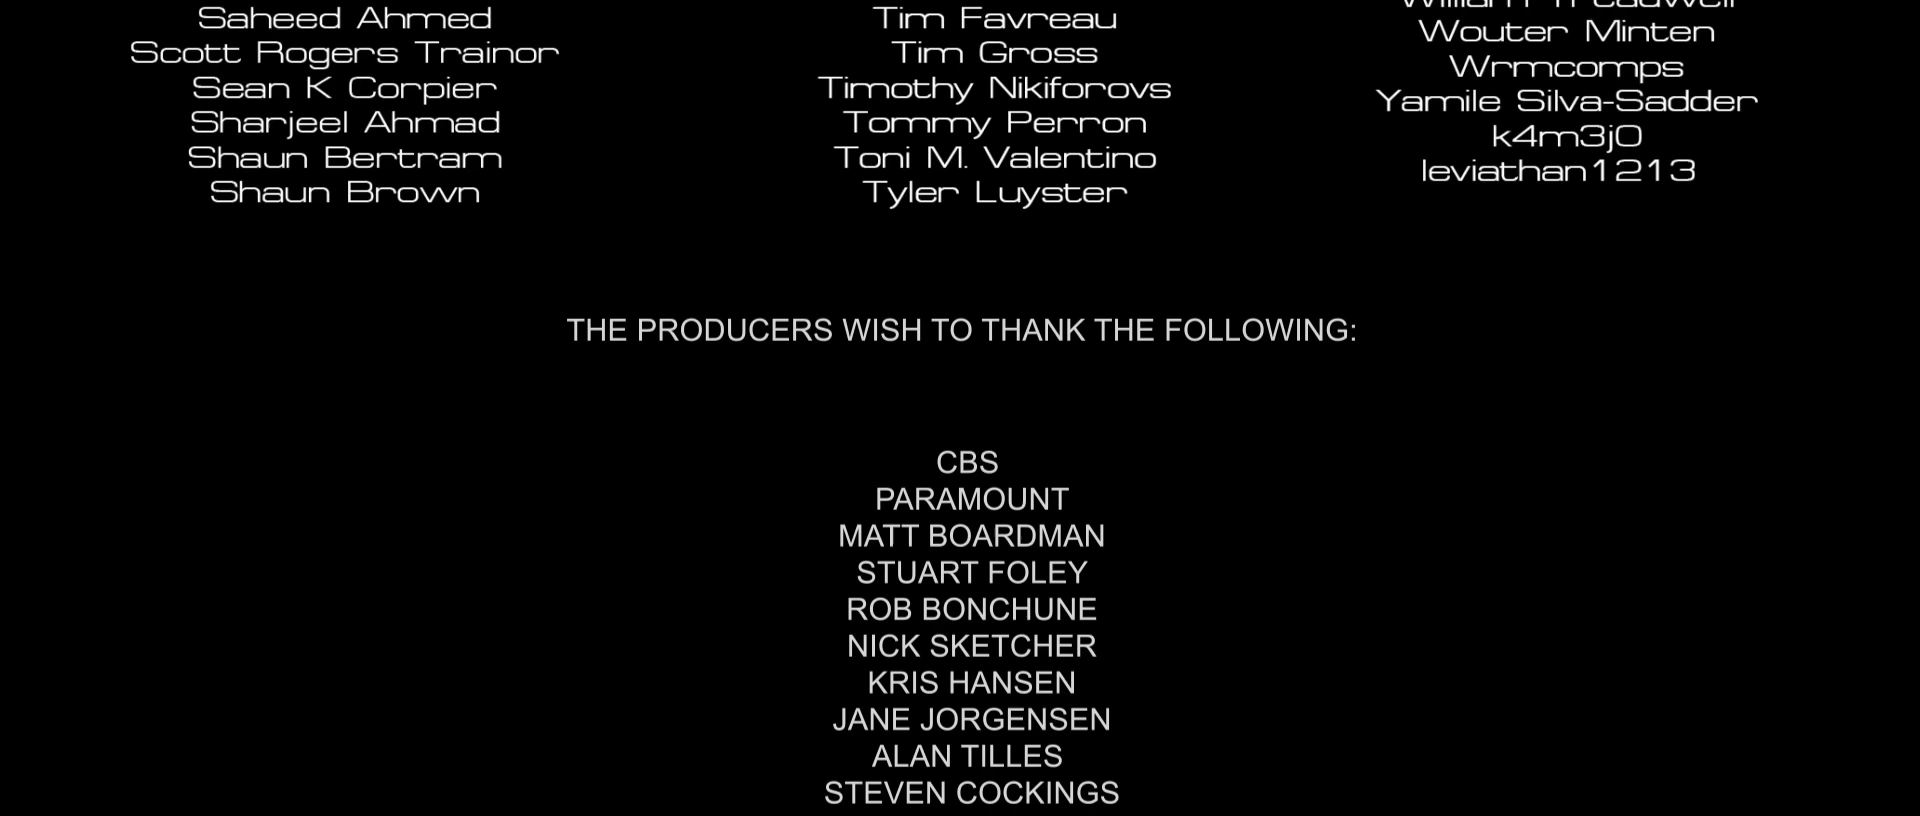 Saheed Ahmed
Scott Rogers Trainor
Sean K Corpier
Sharjeel Ahmad
Shaun Bertram
Shaun Brown
Tim Favreau
Tim Gross
Timothy Nikiforovs
Tommy Perron
Toni M. Valentino
Tyler Luyster
William
Wouter Minten
Wrmcomps
Yamile Silva-Sadder
k4m3j0
leviathan1213
THE PRODUCERS WISH TO THANK THE FOLLOWING:
CBS
PARAMOUNT
MATT BOARDMAN
STUART FOLEY
ROB BONCHUNE
NICK SKETCHER
KRIS HANSEN
JANE JORGENSEN
ALAN TILLES
STEVEN COCKINGS